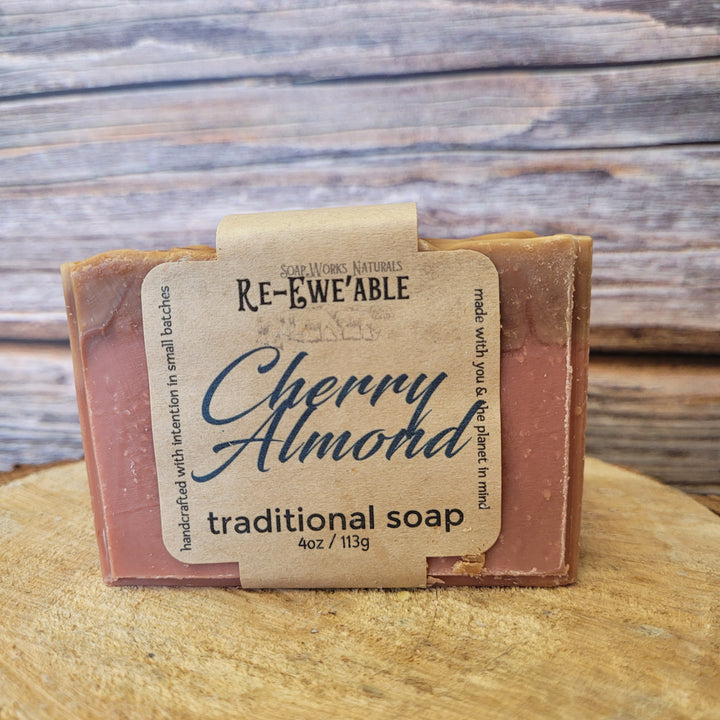 Soap Works Naturals
Re-Ewe'able
Cherry
Almond
traditional soap
4oz / 113g
handcrafted with intention in small batches
made with you & the planet in mind